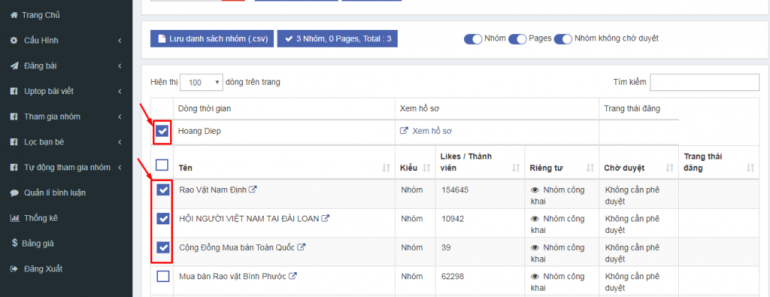 Trang Chủ
Cấu Hình
Đăng bài
Uptop bài viết
Tham gia nhóm
Lọc bạn bè
Tự động tham gia nhóm
Quản lí bình luận
Thống kê
$ Bảng giá
Đăng Xuất
Lưu danh sách nhóm (.csv)
3 Nhóm, 0 Pages, Total : 3
Nhóm
Pages
Nhóm không chờ duyệt
Hiện thị 100 dòng trên trang
Tìm kiếm
Dòng thời gian
Xem hồ sơ
Trạng thái đăng
Hoang Diep
Xem hồ sơ
Tên
Kiểu
Likes / Thành viên
Riêng tư
Chờ duyệt
Trạng thái đăng
Rao Vặt Nam Định
Nhóm
154645
Nhóm công khai
Không cần phê duyệt
HỘI NGƯỜI VIỆT NAM TẠI ĐÀI LOAN
Nhóm
10942
Nhóm công khai
Không cần phê duyệt
Cộng Đồng Mua bán Toàn Quốc
Nhóm
39
Nhóm công khai
Không cần phê duyệt
Mua bán Rao vặt Bình Phước
Nhóm
62298
Nhóm công khai
Không cần phê duyệt